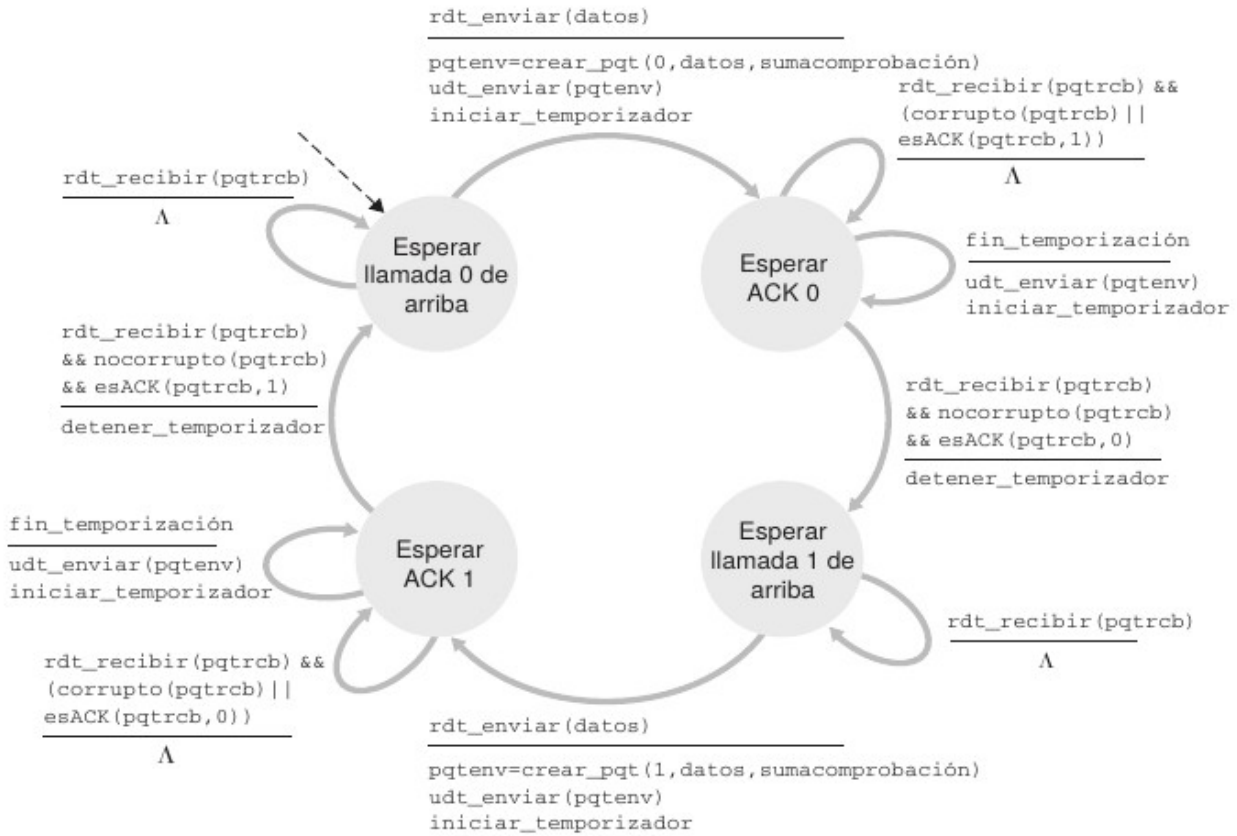 rdt_enviar(datos)
pqtenv=crear_pqt(0,datos,sumacomprobación)
udt_enviar(pqtenv)
iniciar_temporizador
rdt_recibir(pqtrcb) &&
(corrupto(pqtrcb)||
esACK(pqtrcb,1))
Λ
rdt_recibir(pqtrcb)
Λ
Esperar
llamada 0 de
arriba
Esperar
ACK 0
fin_temporización
udt_enviar(pqtenv)
iniciar_temporizador
rdt_recibir(pqtrcb)
&& nocorrupto(pqtrcb)
&& esACK(pqtrcb,1)
detener_temporizador
rdt_recibir(pqtrcb)
&& nocorrupto(pqtrcb)
&& esACK(pqtrcb,0)
detener_temporizador
fin_temporización
udt_enviar(pqtenv)
iniciar_temporizador
Esperar
ACK 1
Esperar
llamada 1 de
arriba
rdt_recibir(pqtrcb)
Λ
rdt_recibir(pqtrcb) &&
(corrupto(pqtrcb)||
esACK(pqtrcb,0))
Λ
rdt_enviar(datos)
pqtenv=crear_pqt(1,datos,sumacomprobación)
udt_enviar(pqtenv)
iniciar_temporizador